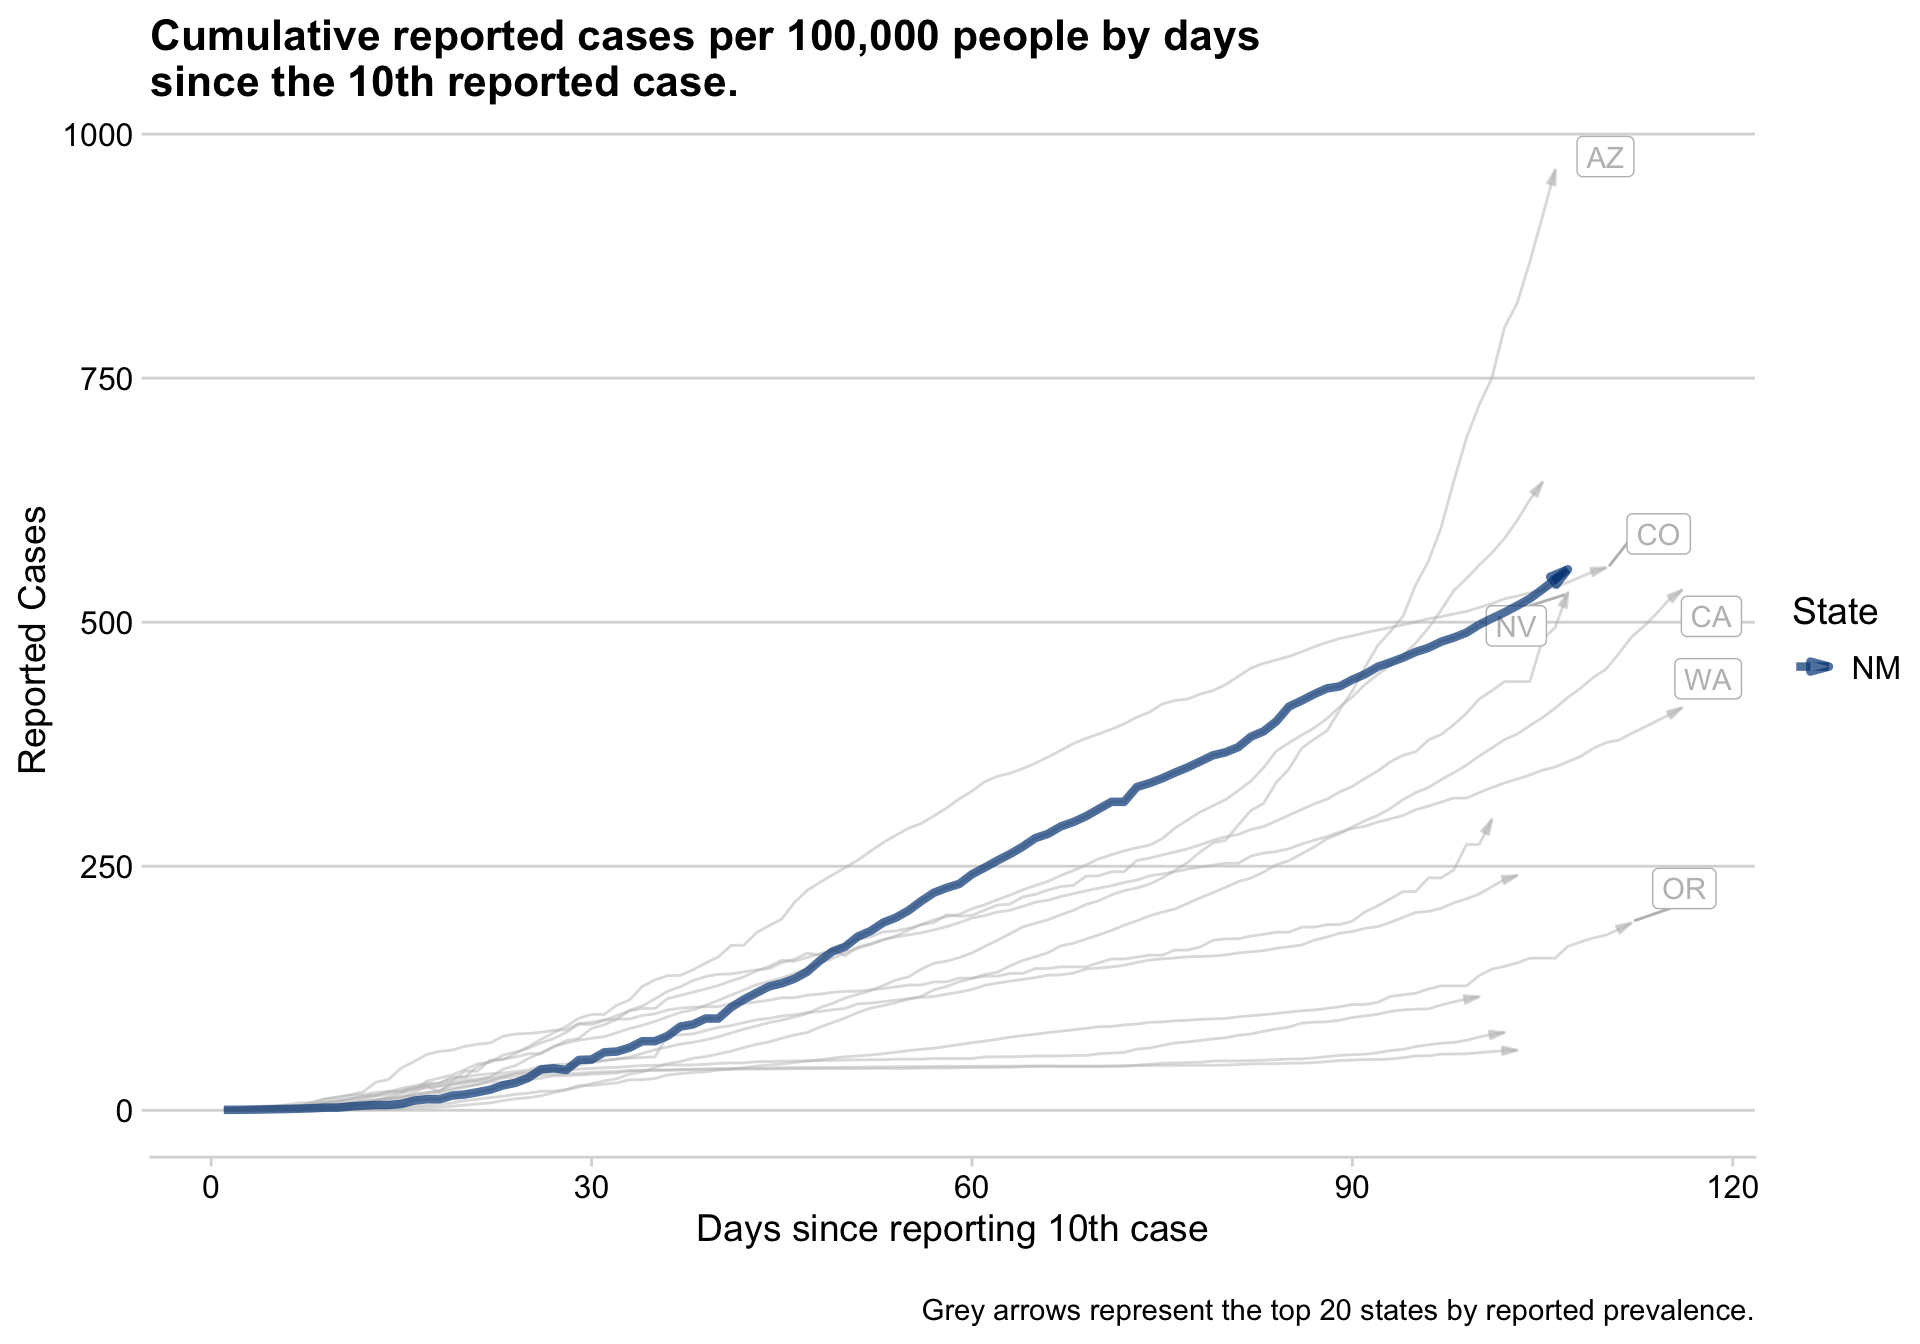 Cumulative reported cases per 100,000 people by days
since the 10th reported case.
1000
AZ
750
CO
500
NV
CA
WA
250
OR
0
Reported Cases
State
NM
0 30 60 90 120
Days since reporting 10th case
Grey arrows represent the top 20 states by reported prevalence.